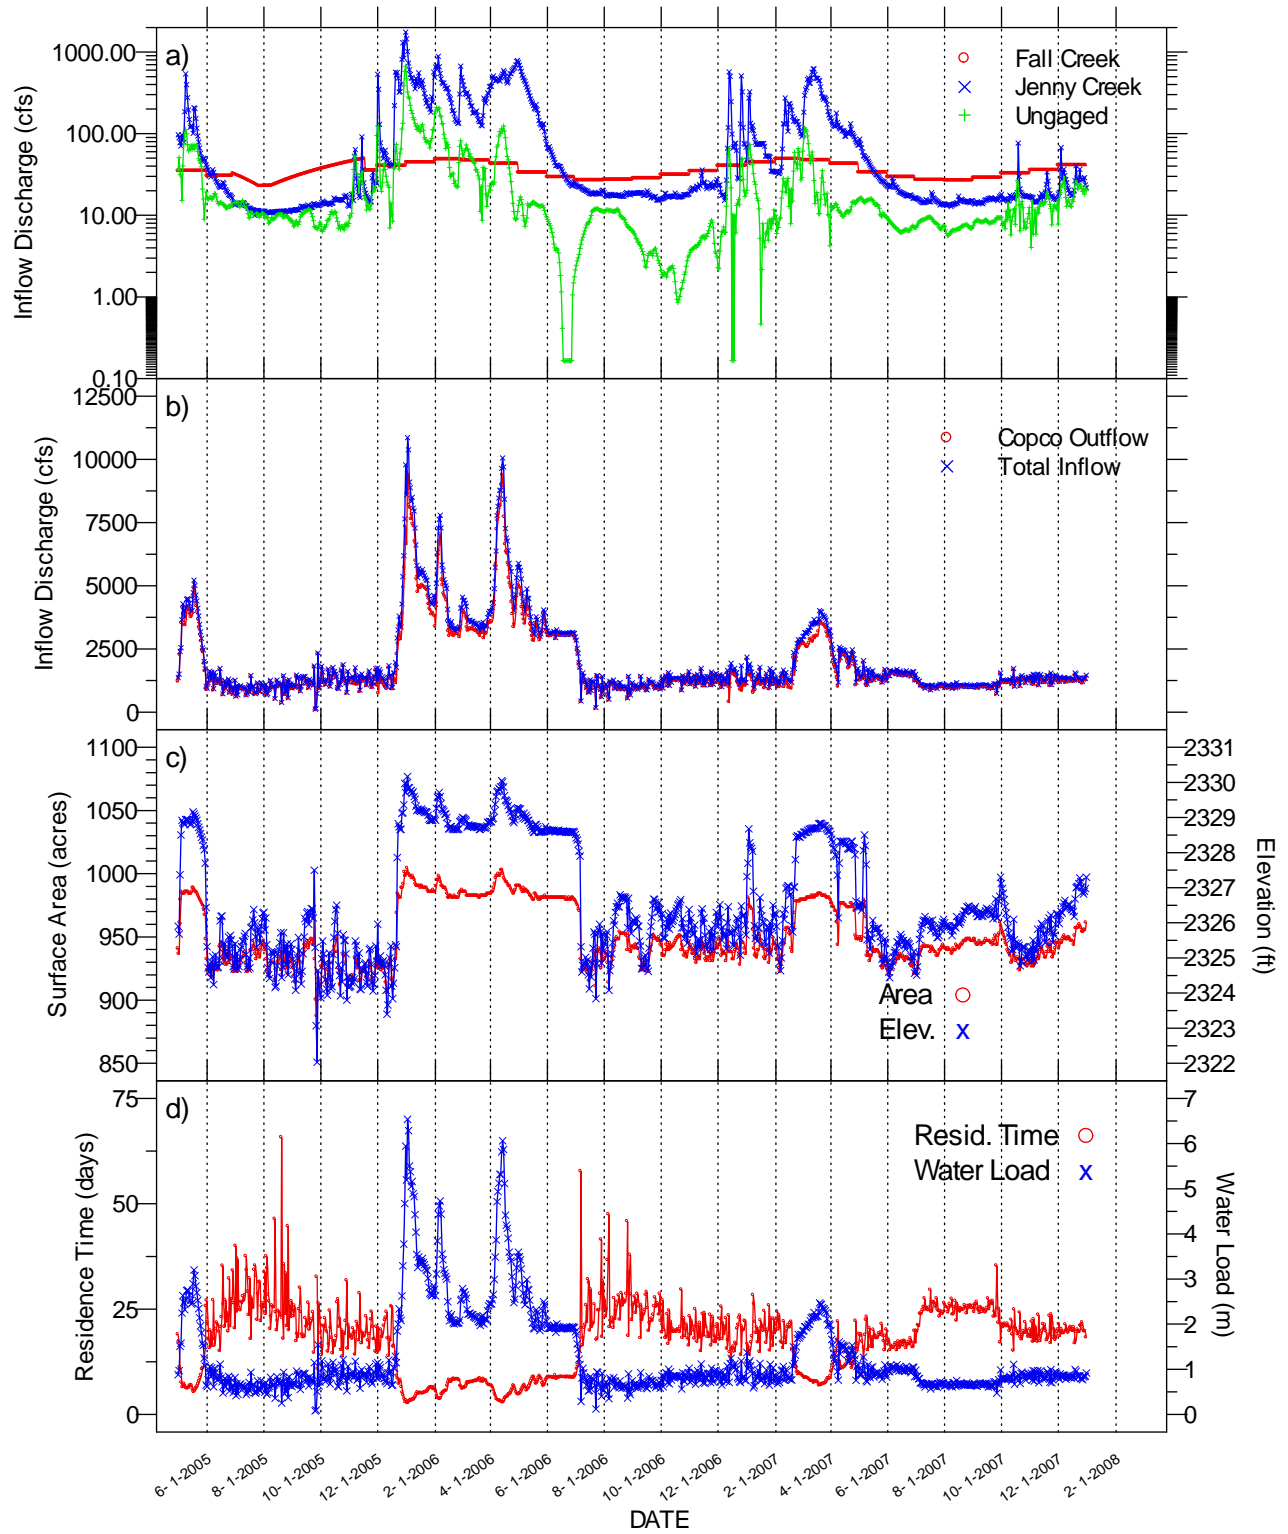 a)
Inflow Discharge (cfs)
1000.00
100.00
10.00
1.00
0.10
Fall Creek
Jenny Creek
Ungaged
b)
Inflow Discharge (cfs)
12500
10000
7500
5000
2500
0
Copco Outflow
Total Inflow
c)
Surface Area (acres)
1100
1050
1000
950
900
850
Area
Elev. x
2331
2330
2329
2328
2327
2326
2325
2324
2323
2322
Elevation (ft)
d)
Residence Time (days)
75
50
25
0
Resid. Time
Water Load x
7
6
5
4
3
2
1
0
Water Load (m)
6- 1-2005
8- 1-2005
10- 1-2005
12- 1-2005
2- 1-2006
4- 1-2006
6- 1-2006
8- 1-2006
10- 1-2006
12- 1-2006
2- 1-2007
4- 1-2007
6- 1-2007
8- 1-2007
10- 1-2007
12- 1-2007
2- 1-2008
DATE